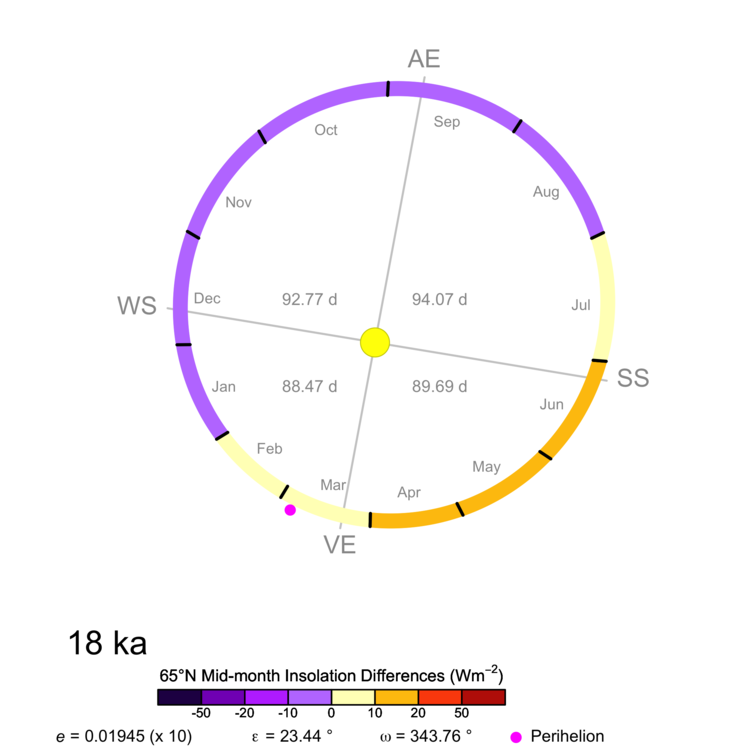 AE
Oct
Sep
Aug
Nov
WS
Dec
92.77 d
94.07 d
Jul
88.47 d
89.69 d
SS
Jan
Jun
Feb
May
Mar
Apr
VE
18 ka
65°N Mid-month Insolation Differences (Wm⁻²)
-50 -20 -10 0 10 20 50
e = 0.01945 (x 10) ε = 23.44 ° ω = 343.76 ° Perihelion